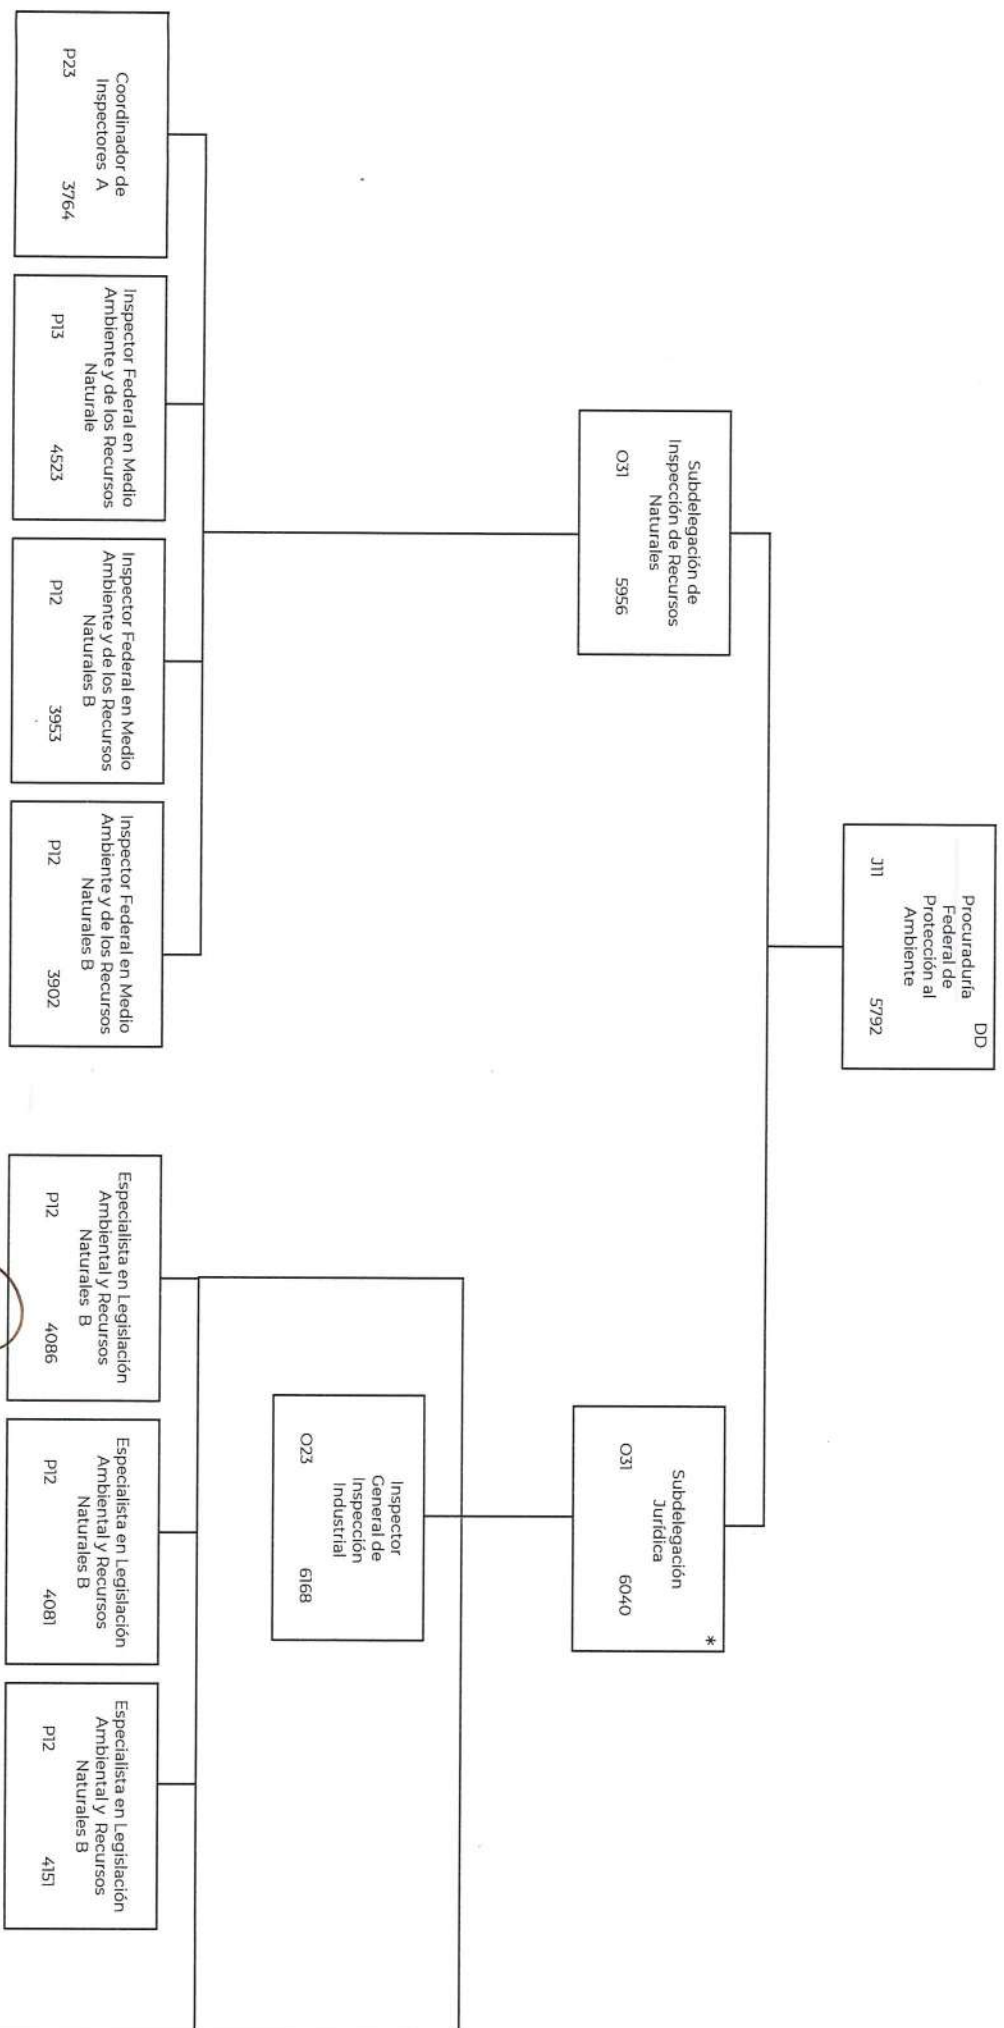 DD
Procuraduría
Federal de
Protección al
Ambiente
J11 5792
Subdelegación de
Inspección de Recursos
Naturales
O31 5956
*
Subdelegación
Jurídica
O31 6040
Inspector
General de
Inspección
Industrial
O23 6168
Coordinador de
Inspectores A
P23 3764
Inspector Federal en Medio
Ambiente y de los Recursos
Naturale
P13 4523
Inspector Federal en Medio
Ambiente y de los Recursos
Naturales B
P12 3953
Inspector Federal en Medio
Ambiente y de los Recursos
Naturales B
P12 3902
Especialista en Legislación
Ambiental y Recursos
Naturales B
P12 4086
Especialista en Legislación
Ambiental y Recursos
Naturales B
P12 4081
Especialista en Legislación
Ambiental y Recursos
Naturales B
P12 4151